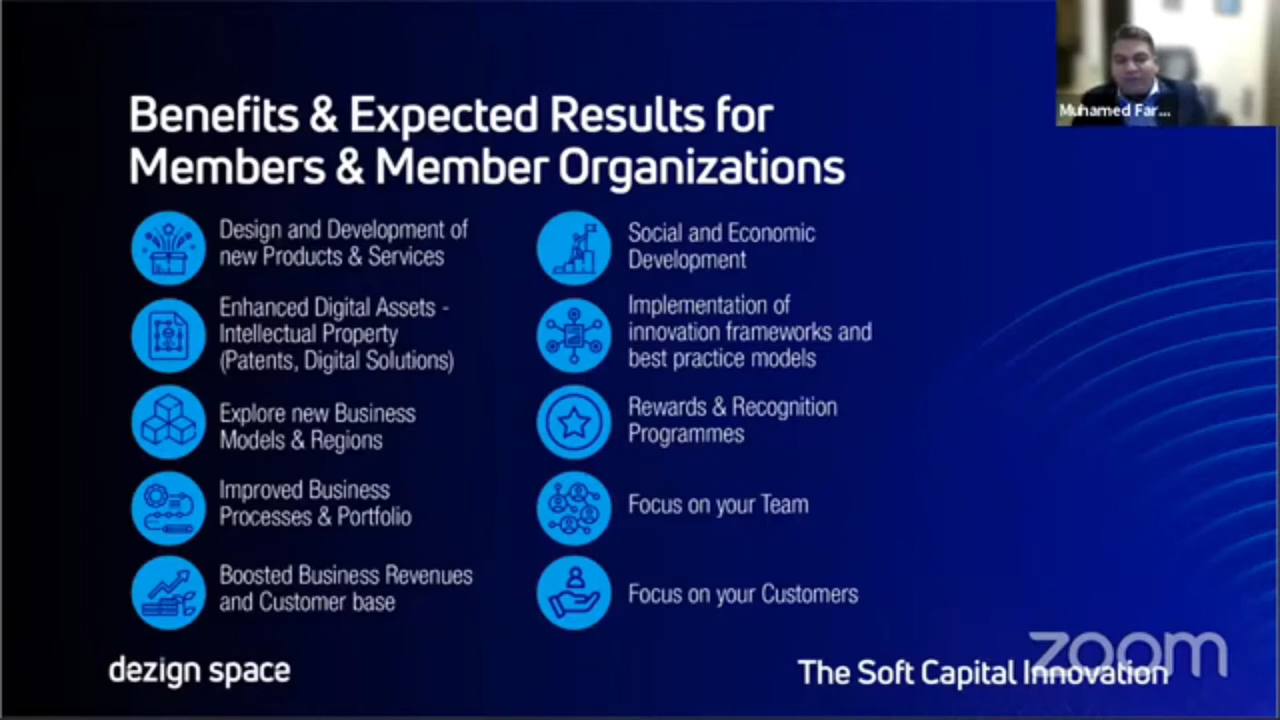 Muhamed Far...
Benefits & Expected Results for
Members & Member Organizations
Design and Development of
new Products & Services
Enhanced Digital Assets -
Intellectual Property
(Patents, Digital Solutions)
Explore new Business
Models & Regions
Improved Business
Processes & Portfolio
Boosted Business Revenues
and Customer base
Social and Economic
Development
Implementation of
innovation frameworks and
best practice models
Rewards & Recognition
Programmes
Focus on your Team
Focus on your Customers
dezign space
The Soft Capital Innovation
zoom